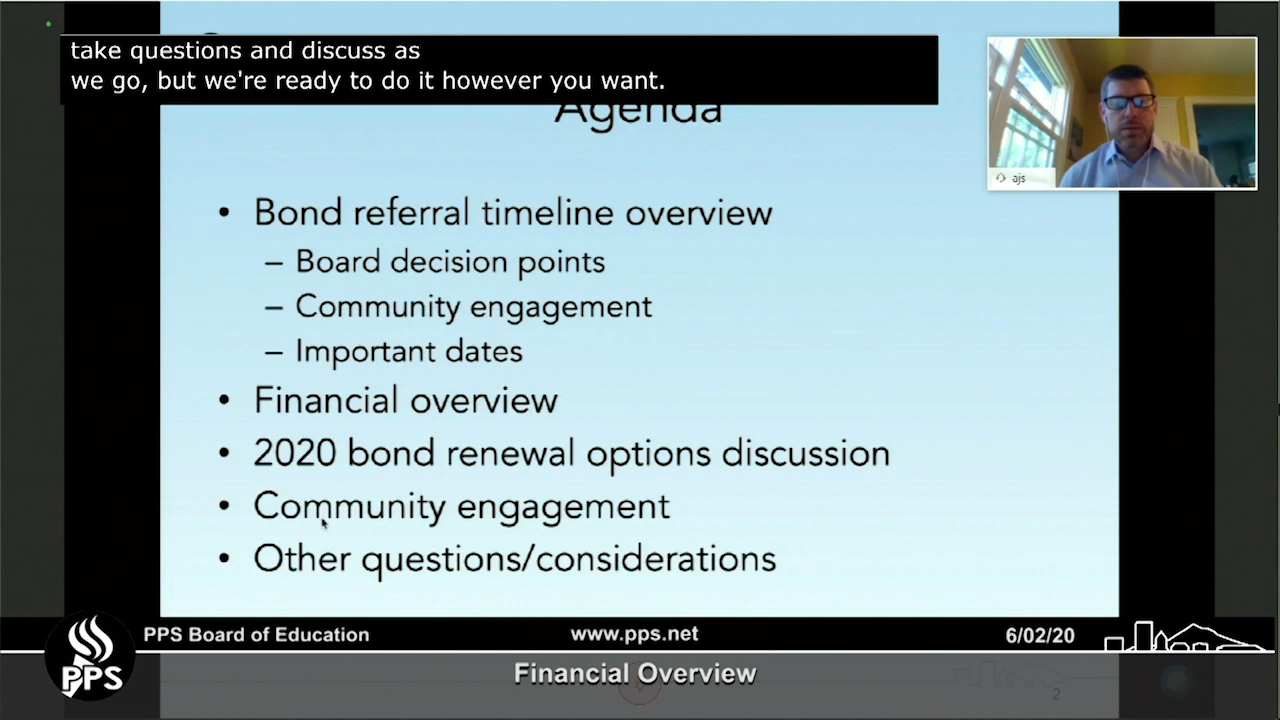 take questions and discuss as
we go, but we're ready to do it however you want.
Agenda
ajs
• Bond referral timeline overview
– Board decision points
– Community engagement
– Important dates
• Financial overview
• 2020 bond renewal options discussion
• Community engagement
• Other questions/considerations
PPS Board of Education
www.pps.net
6/02/20
PPS
Financial Overview
2